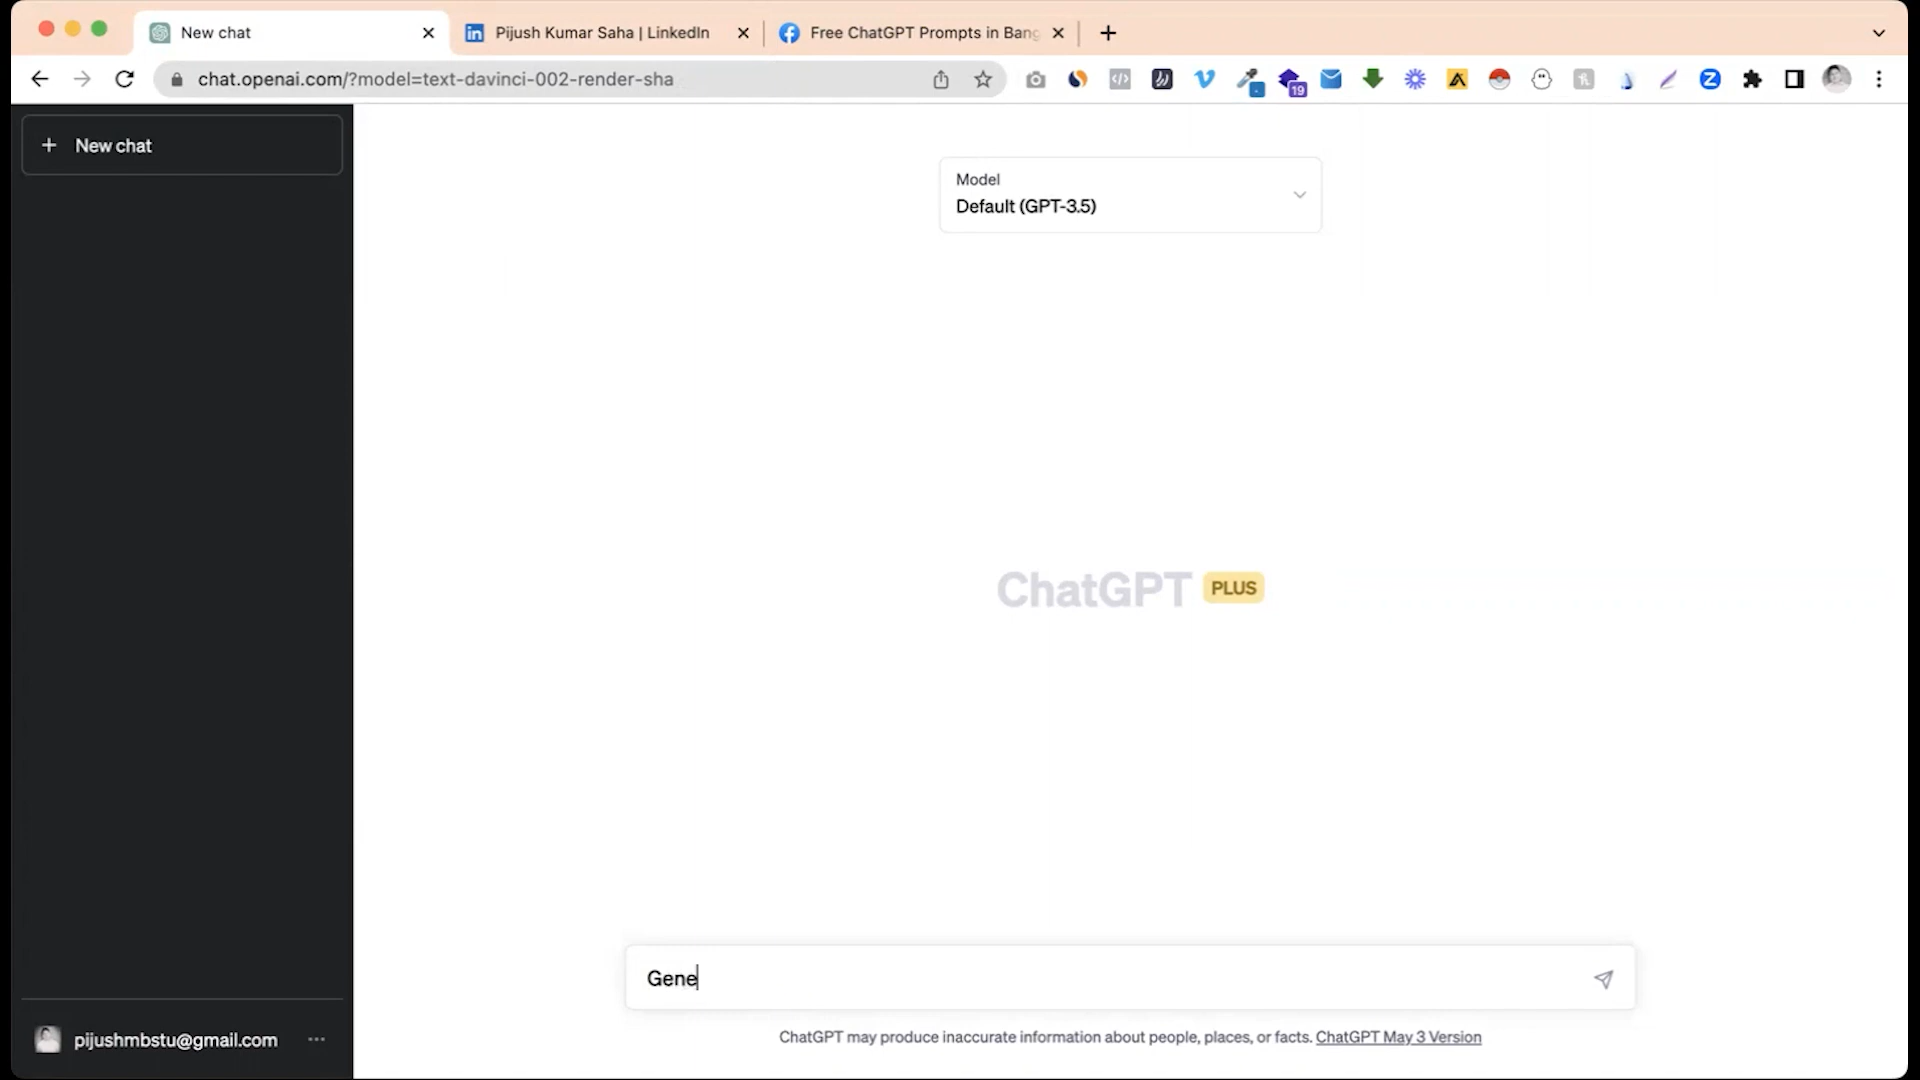 New chat
Pijush Kumar Saha | LinkedIn
Free ChatGPT Prompts in Bang
chat.openai.com/?model=text-davinci-002-render-sha
19
New chat
Model
Default (GPT-3.5)
ChatGPT PLUS
Gene
pijushmbstu@gmail.com
ChatGPT may produce inaccurate information about people, places, or facts. ChatGPT May 3 Version